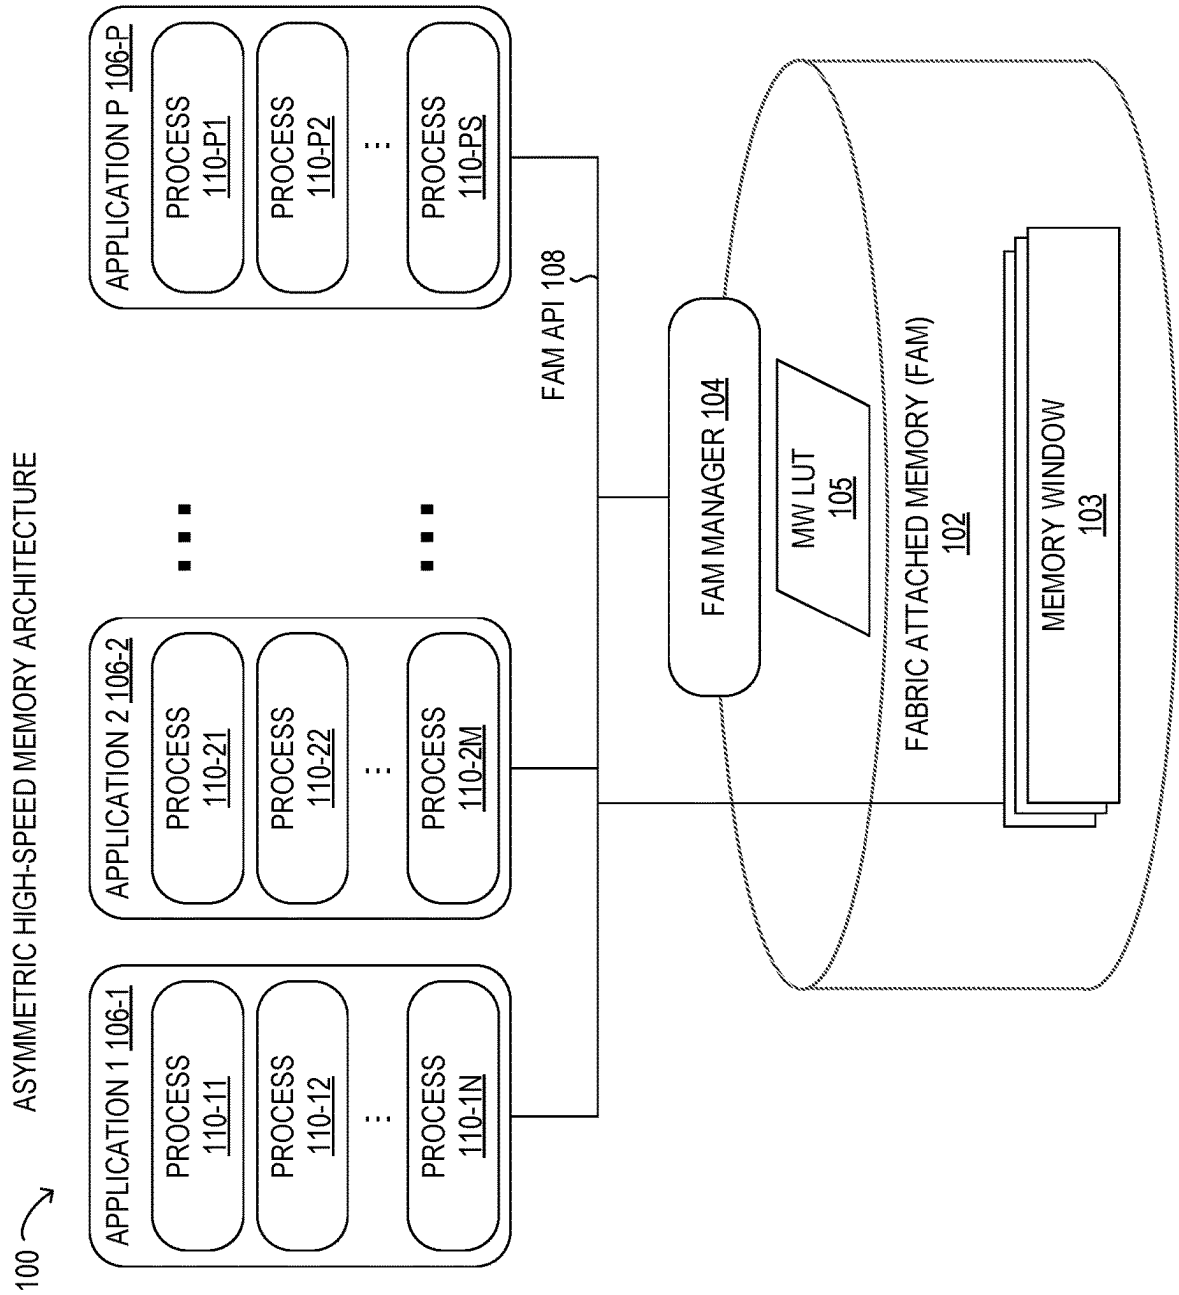 100
ASYMMETRIC HIGH-SPEED MEMORY ARCHITECTURE
APPLICATION 1 106-1
PROCESS
110-11
PROCESS
110-12
...
PROCESS
110-1N
APPLICATION 2 106-2
PROCESS
110-21
PROCESS
110-22
...
PROCESS
110-2M
...
...
APPLICATION P 106-P
PROCESS
110-P1
PROCESS
110-P2
...
PROCESS
110-PS
FAM API 108
FAM MANAGER 104
MW LUT
105
FABRIC ATTACHED MEMORY (FAM)
102
MEMORY WINDOW
103